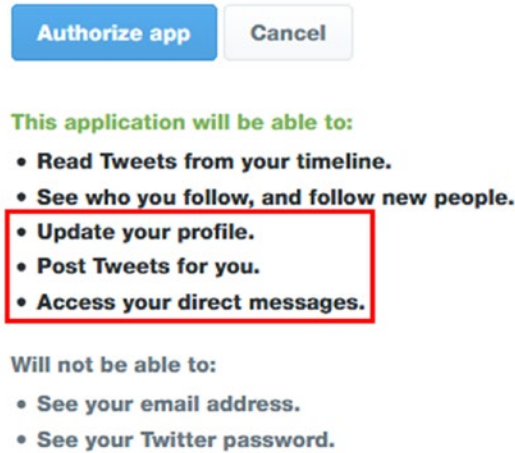 Authorize app Cancel
This application will be able to:
• Read Tweets from your timeline.
• See who you follow, and follow new people.
• Update your profile.
• Post Tweets for you.
• Access your direct messages.
Will not be able to:
• See your email address.
• See your Twitter password.